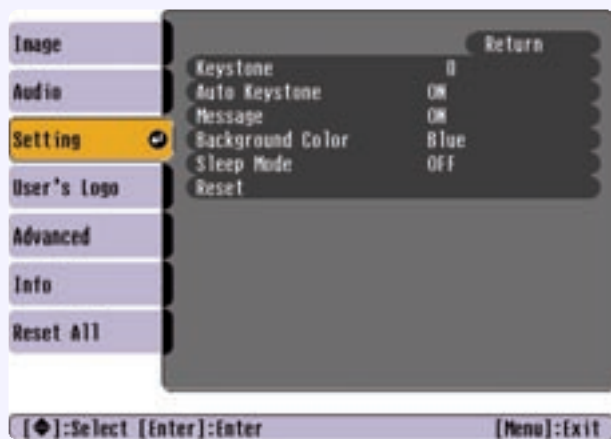 Image
Audio
Setting
User's Logo
Advanced
Info
Reset All
Return
Keystone 0
Auto Keystone ON
Message ON
Background Color Blue
Sleep Mode OFF
Reset
[◆]:Select [Enter]:Enter [Menu]:Exit